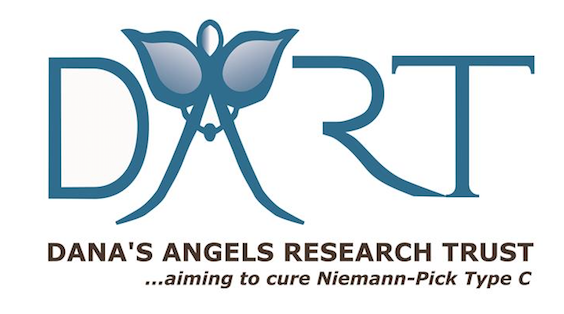 DART
DANA'S ANGELS RESEARCH TRUST
...aiming to cure Niemann-Pick Type C